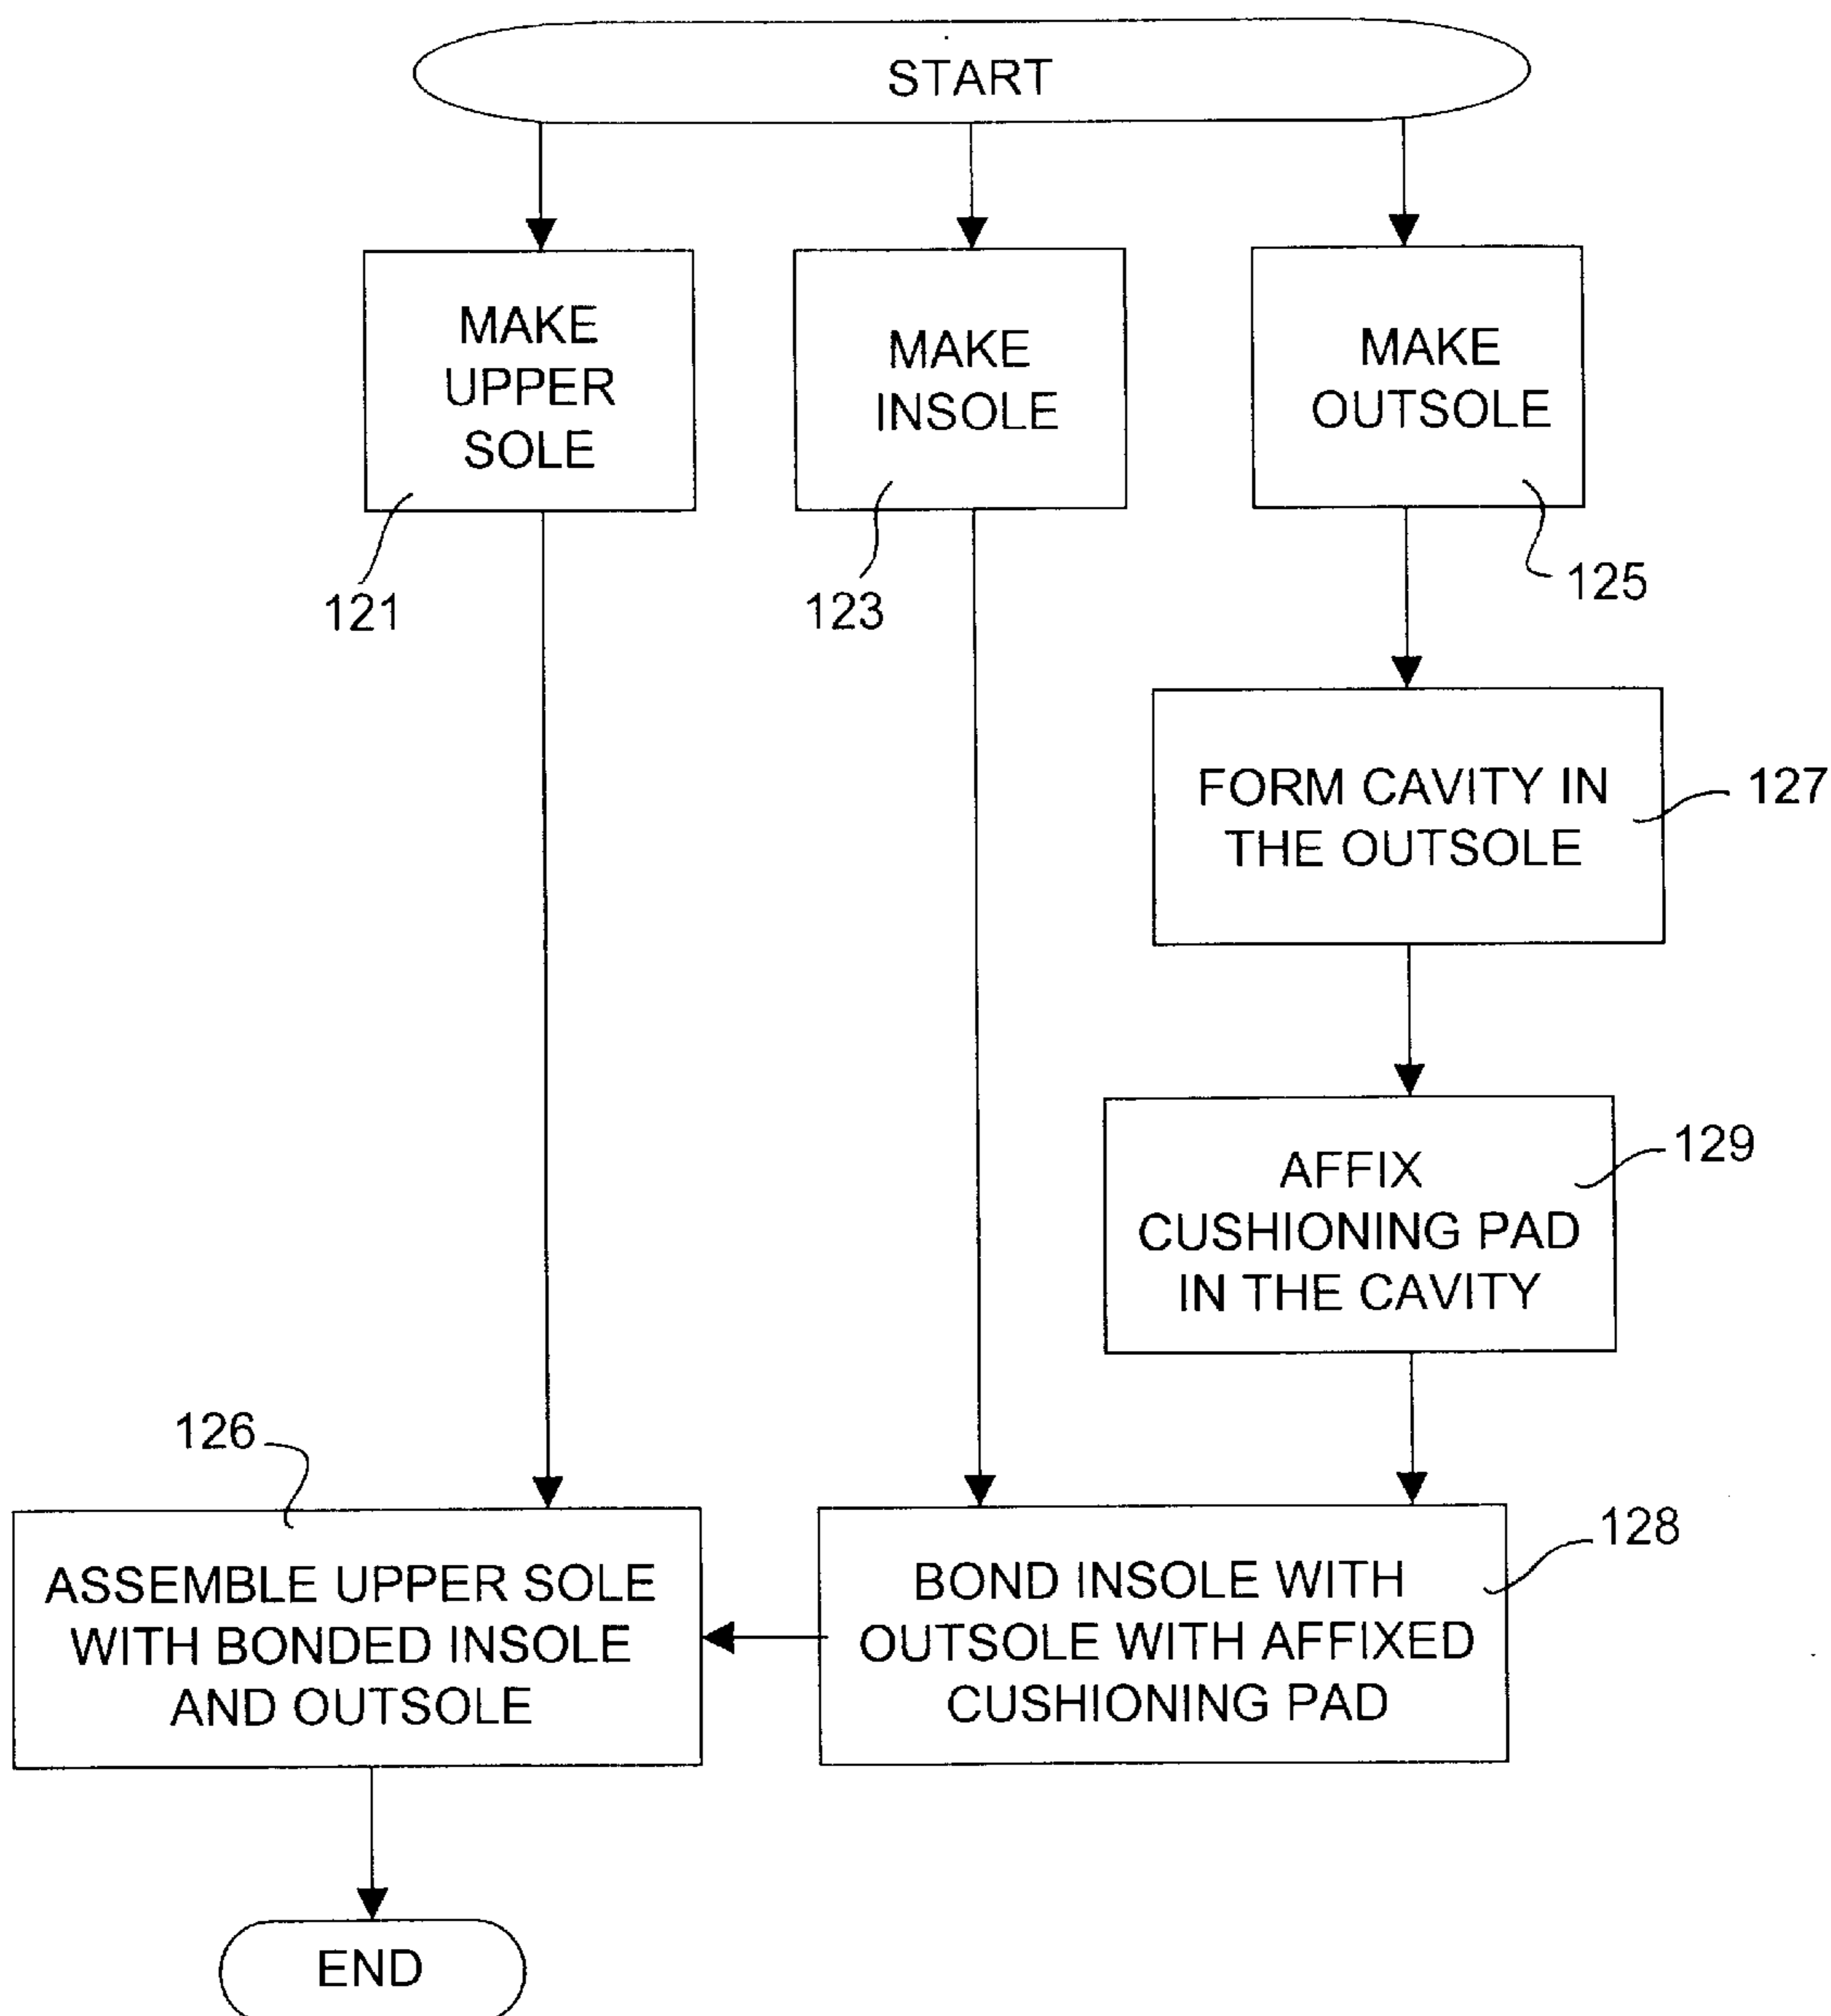 START
MAKE
UPPER
SOLE
121
MAKE
INSOLE
123
MAKE
OUTSOLE
125
FORM CAVITY IN
THE OUTSOLE
127
AFFIX
CUSHIONING PAD
IN THE CAVITY
129
126
ASSEMBLE UPPER SOLE
WITH BONDED INSOLE
AND OUTSOLE
BOND INSOLE WITH
OUTSOLE WITH AFFIXED
CUSHIONING PAD
128
END